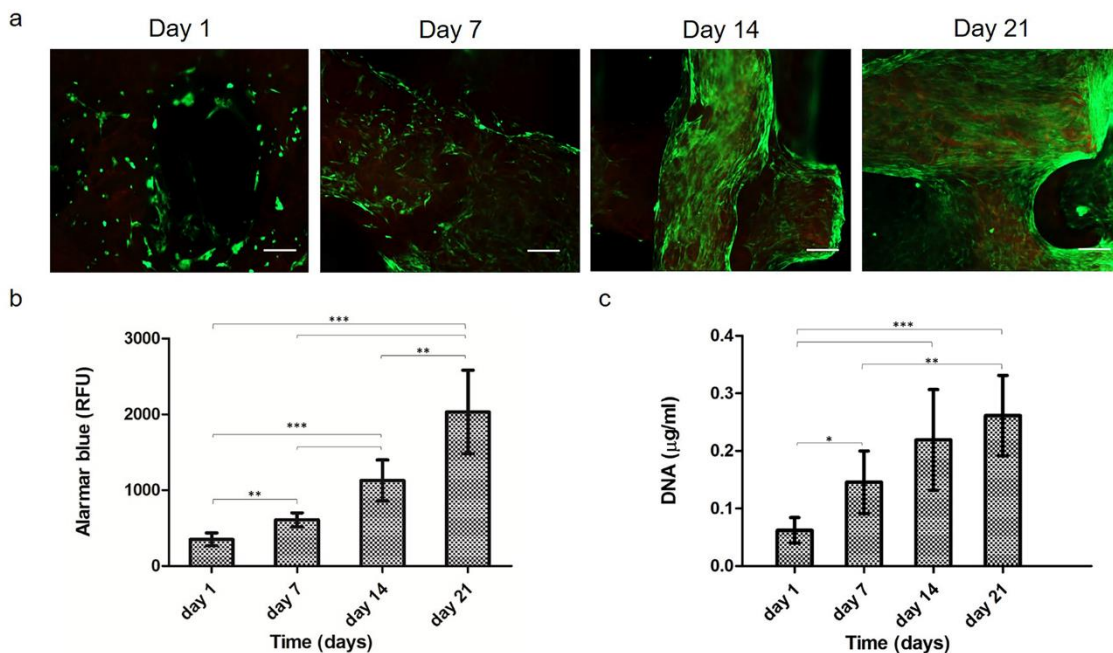 a
Day 1
Day 7
Day 14
Day 21
b
***
**
***
**
3000
2000
1000
0
Alarmar blue (RFU)
day 1
day 7
day 14
day 21
Time (days)
c
***
**
*
0.4
0.3
0.2
0.1
0.0
DNA (µg/ml)
day 1
day 7
day 14
day 21
Time (days)